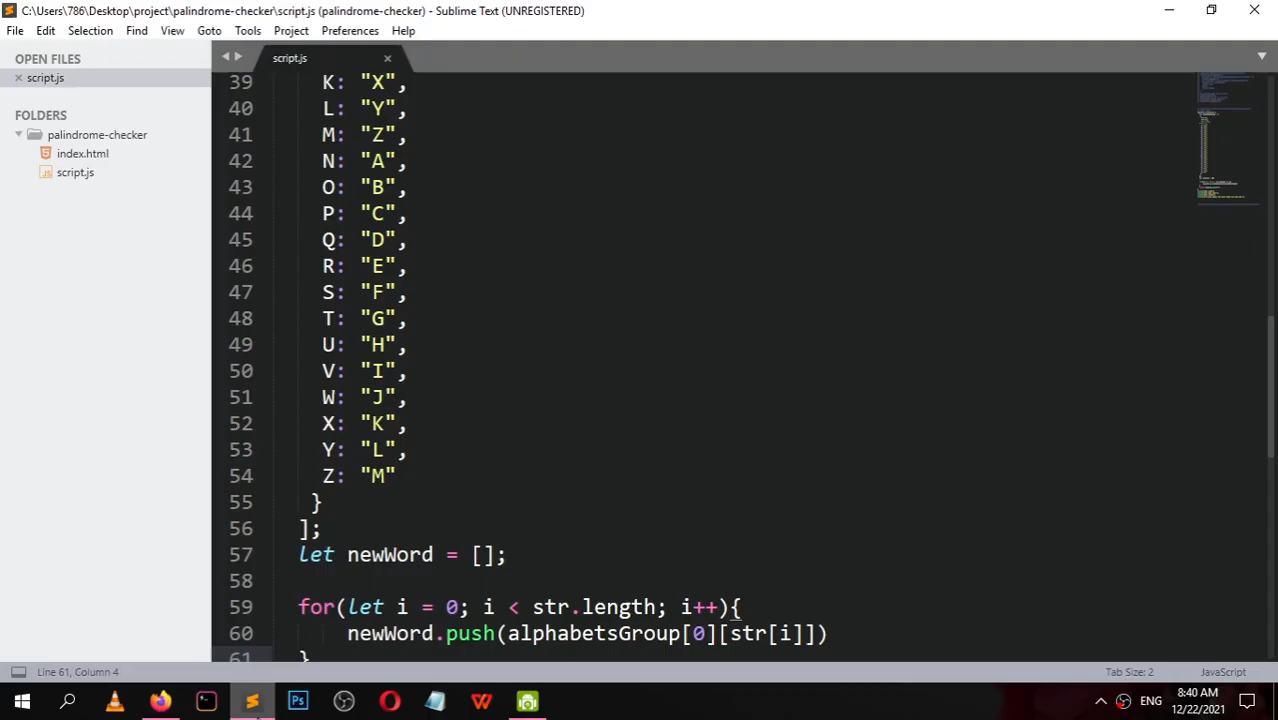 C:\Users\786\Desktop\project\palindrome-checker\script.js (palindrome-checker) - Sublime Text (UNREGISTERED)
File Edit Selection Find View Goto Tools Project Preferences Help
OPEN FILES
script.js
FOLDERS
palindrome-checker
index.html
script.js
script.js
39 K: "X",
40 L: "Y",
41 M: "Z",
42 N: "A",
43 O: "B",
44 P: "C",
45 Q: "D",
46 R: "E",
47 S: "F",
48 T: "G",
49 U: "H",
50 V: "I",
51 W: "J",
52 X: "K",
53 Y: "L",
54 Z: "M"
55 }
56 ];
57 let newWord = [];
58
59 for(let i = 0; i < str.length; i++){
60 newWord.push(alphabetsGroup[0][str[i]])
61 }
Line 61, Column 4
Tab Size: 2
JavaScript
Ps
W
ENG
8:40 AM
12/22/2021